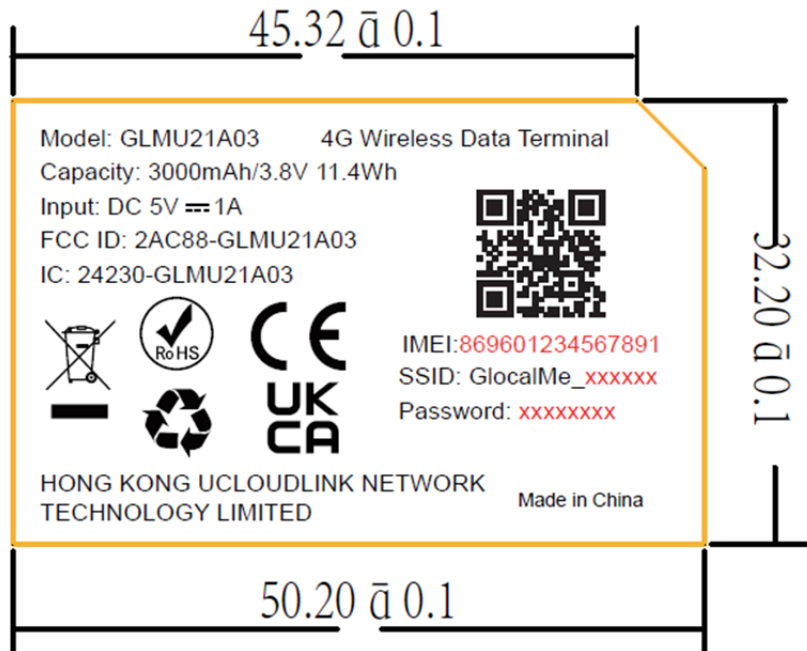 45.32 ā 0.1
Model: GLMU21A03 4G Wireless Data Terminal
Capacity: 3000mAh/3.8V 11.4Wh
Input: DC 5V ⎓ 1A
FCC ID: 2AC88-GLMU21A03
IC: 24230-GLMU21A03
RoHS
CE
UK
CA
IMEI:869601234567891
SSID: GlocalMe_xxxxxx
Password: xxxxxxxx
HONG KONG UCLOUDLINK NETWORK
TECHNOLOGY LIMITED
Made in China
32.20 ā 0.1
50.20 ā 0.1